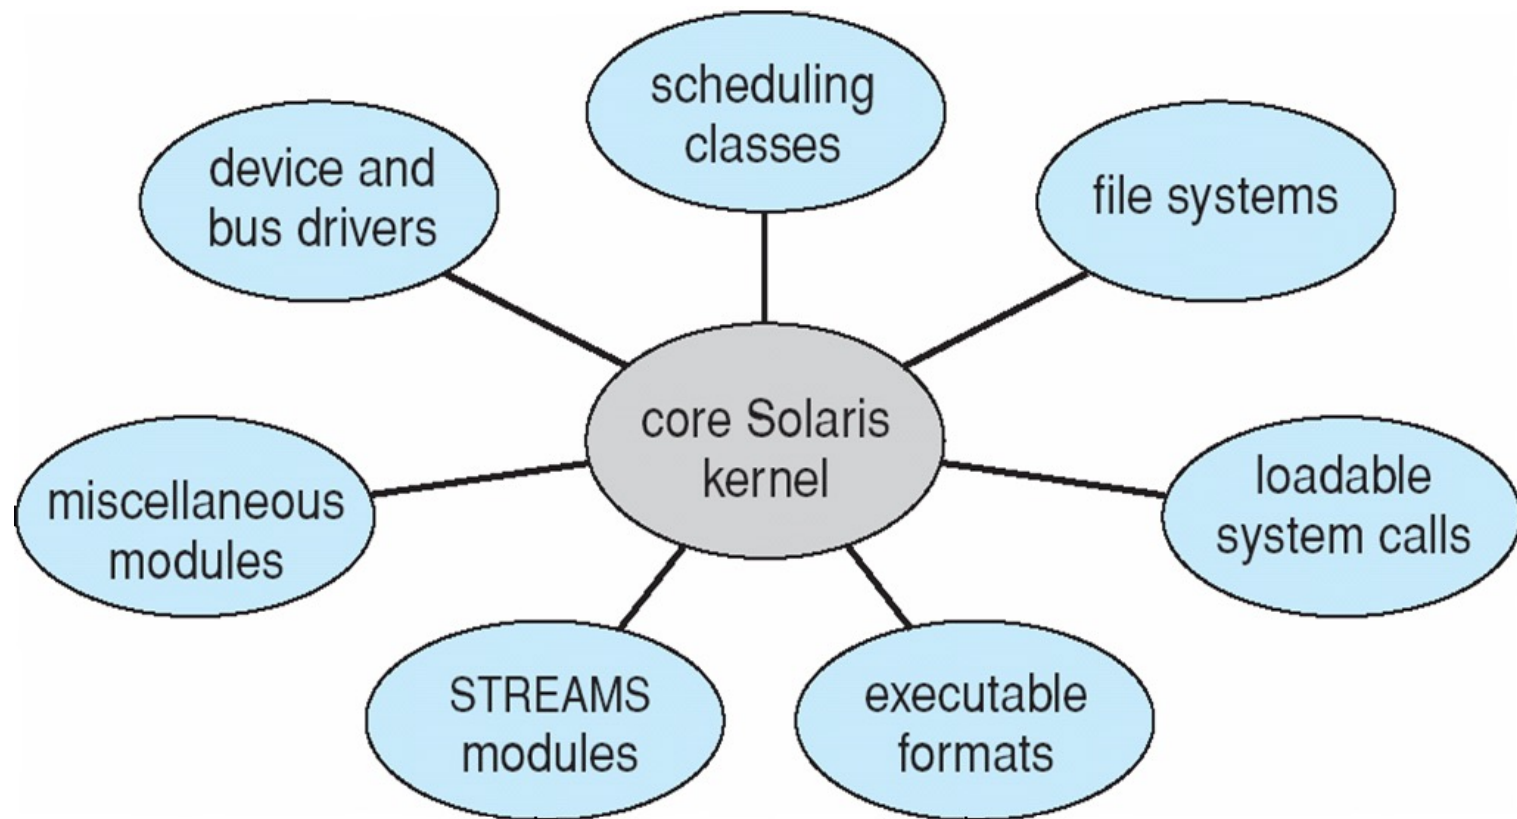 scheduling
classes
device and
bus drivers
file systems
core Solaris
kernel
miscellaneous
modules
loadable
system calls
STREAMS
modules
executable
formats